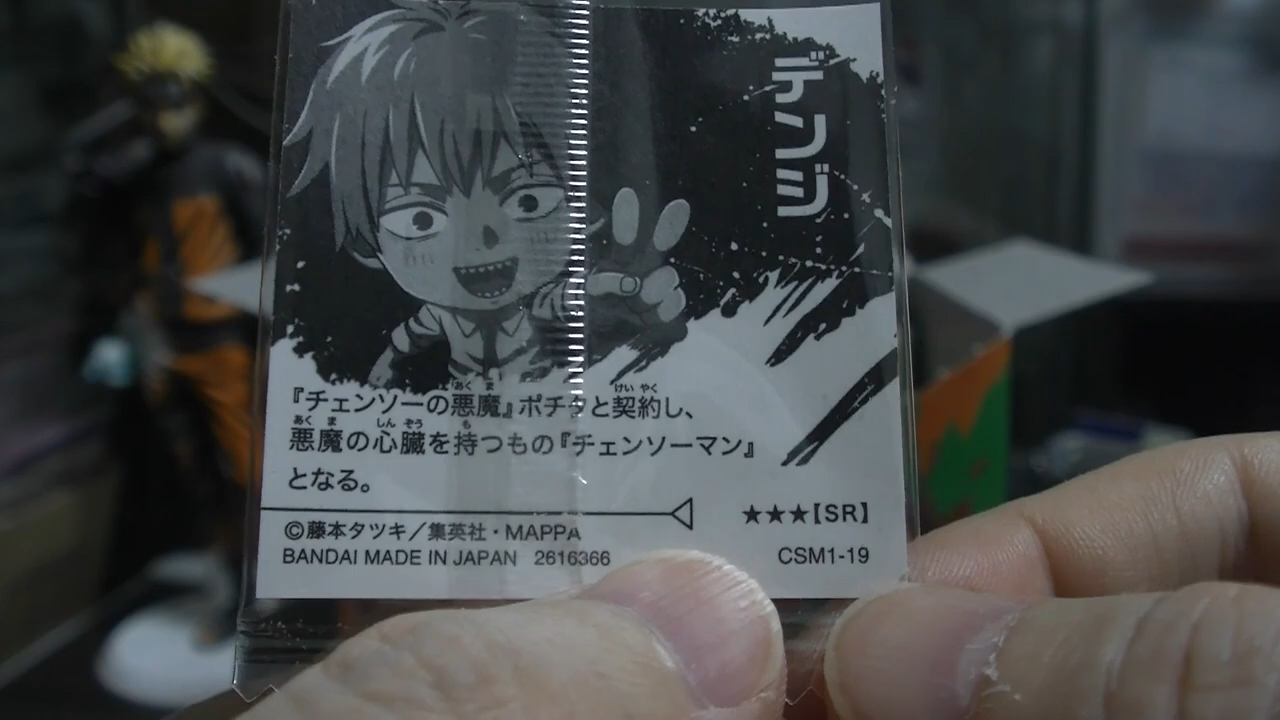 デンジ
『チェンソーの悪魔』ポチタと契約し、
悪魔の心臓を持つもの『チェンソーマン』
となる。
★★★【SR】
©藤本タツキ／集英社・MAPPA
BANDAI MADE IN JAPAN 2616366
CSM1-19